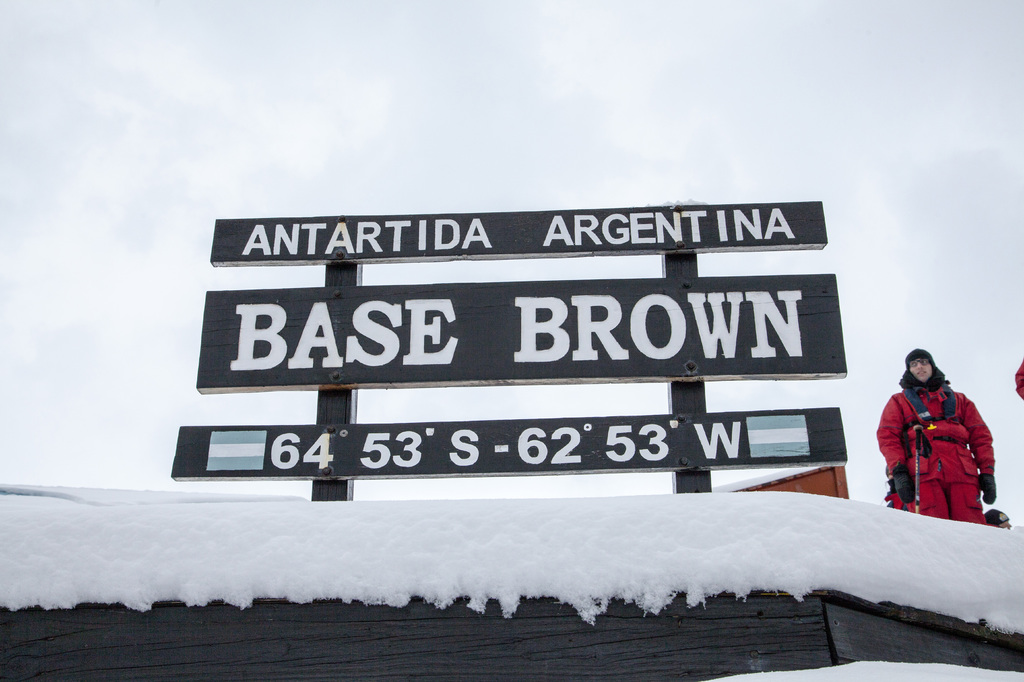 ANTARTIDA ARGENTINA
BASE BROWN
64° 53' S - 62° 53' W